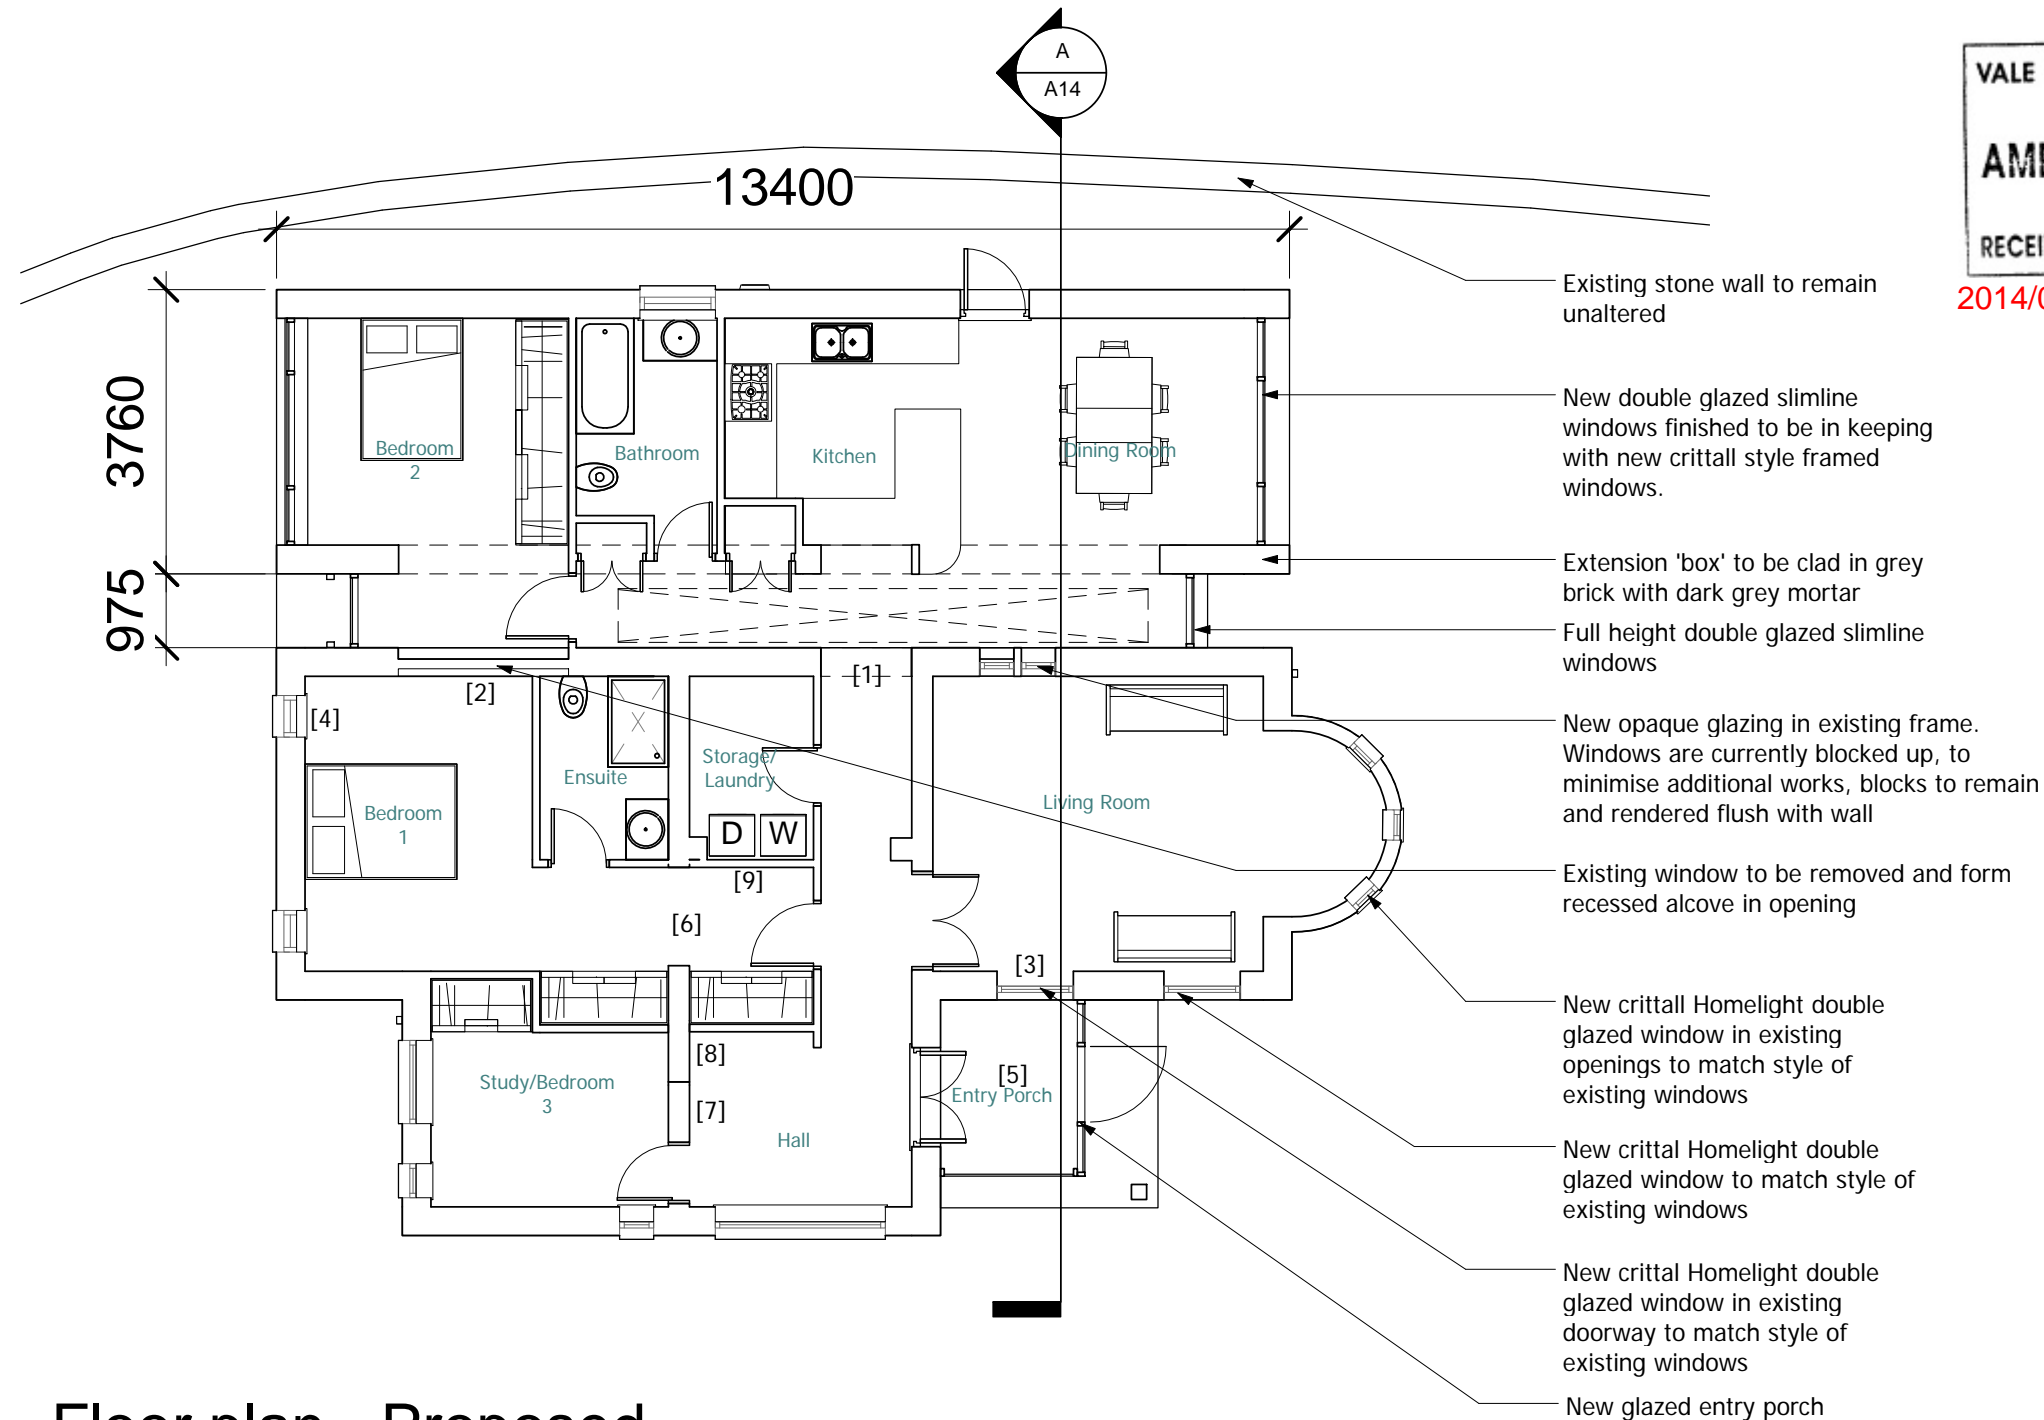 A
A14
VALE
13400
RECEI
2014/0
Existing stone wall to remain
unaltered
3760
975
New double glazed slimline
windows finished to be in keeping
with new crittall style framed
windows.
Bedroom
2
Bathroom
Kitchen
Dining Room
Extension 'box' to be clad in grey
brick with dark grey mortar
Full height double glazed slimline
windows
[1]
[2]
[4]
New opaque glazing in existing frame.
Windows are currently blocked up, to
minimise additional works, blocks to remain
and rendered flush with wall
Ensuite
Storage/
Laundry
Living Room
Bedroom
1
D W
Existing window to be removed and form
recessed alcove in opening
[9]
[6]
[3]
New crittall Homelight double
glazed window in existing
openings to match style of
existing windows
[8]
[5]
Study/Bedroom
3
Entry Porch
[7]
Hall
New crittal Homelight double
glazed window to match style of
existing windows
New crittal Homelight double
glazed window in existing
doorway to match style of
existing windows
New glazed entry porch
Floor plan - Proposed